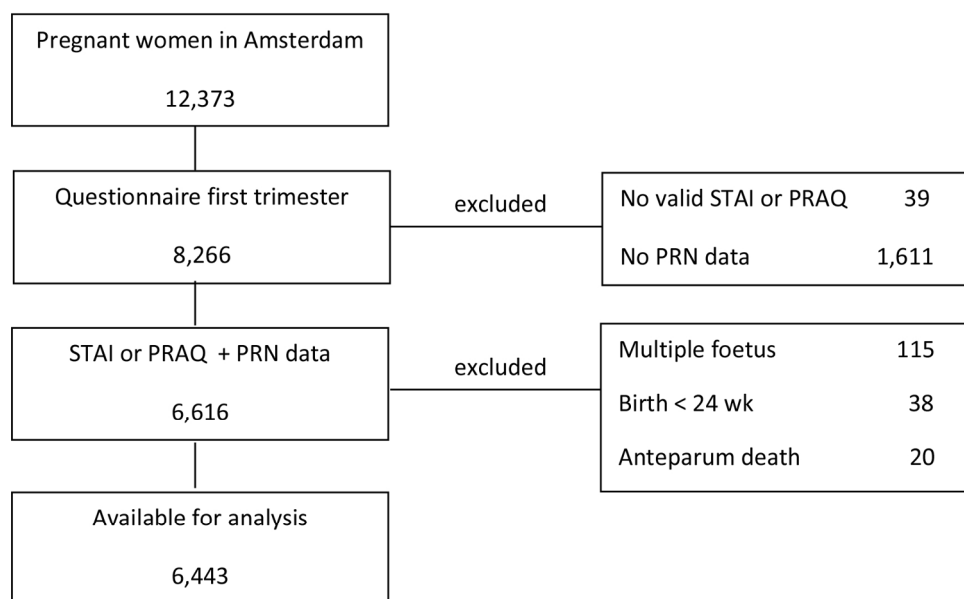 Pregnant women in Amsterdam
12,373
Questionnaire first trimester
8,266
excluded
No valid STAI or PRAQ 39
No PRN data 1,611
STAI or PRAQ + PRN data
6,616
excluded
Multiple foetus 115
Birth < 24 wk 38
Anteparum death 20
Available for analysis
6,443